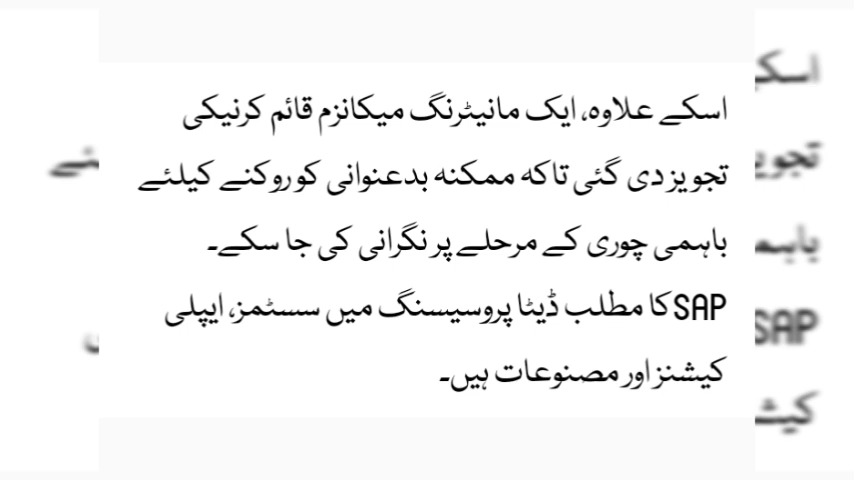 اسکے علاوہ، ایک مانیٹرنگ میکانزم قائم کرنیکی
تجویز دی گئی تاکہ ممکنہ بدعنوانی کو روکنے کیلئے
باہمی چوری کے مرحلے پر نگرانی کی جا سکے۔
SAP کا مطلب ڈیٹا پروسیسنگ میں سسٹمز، ایپلی
کیشنز اور مصنوعات ہیں۔